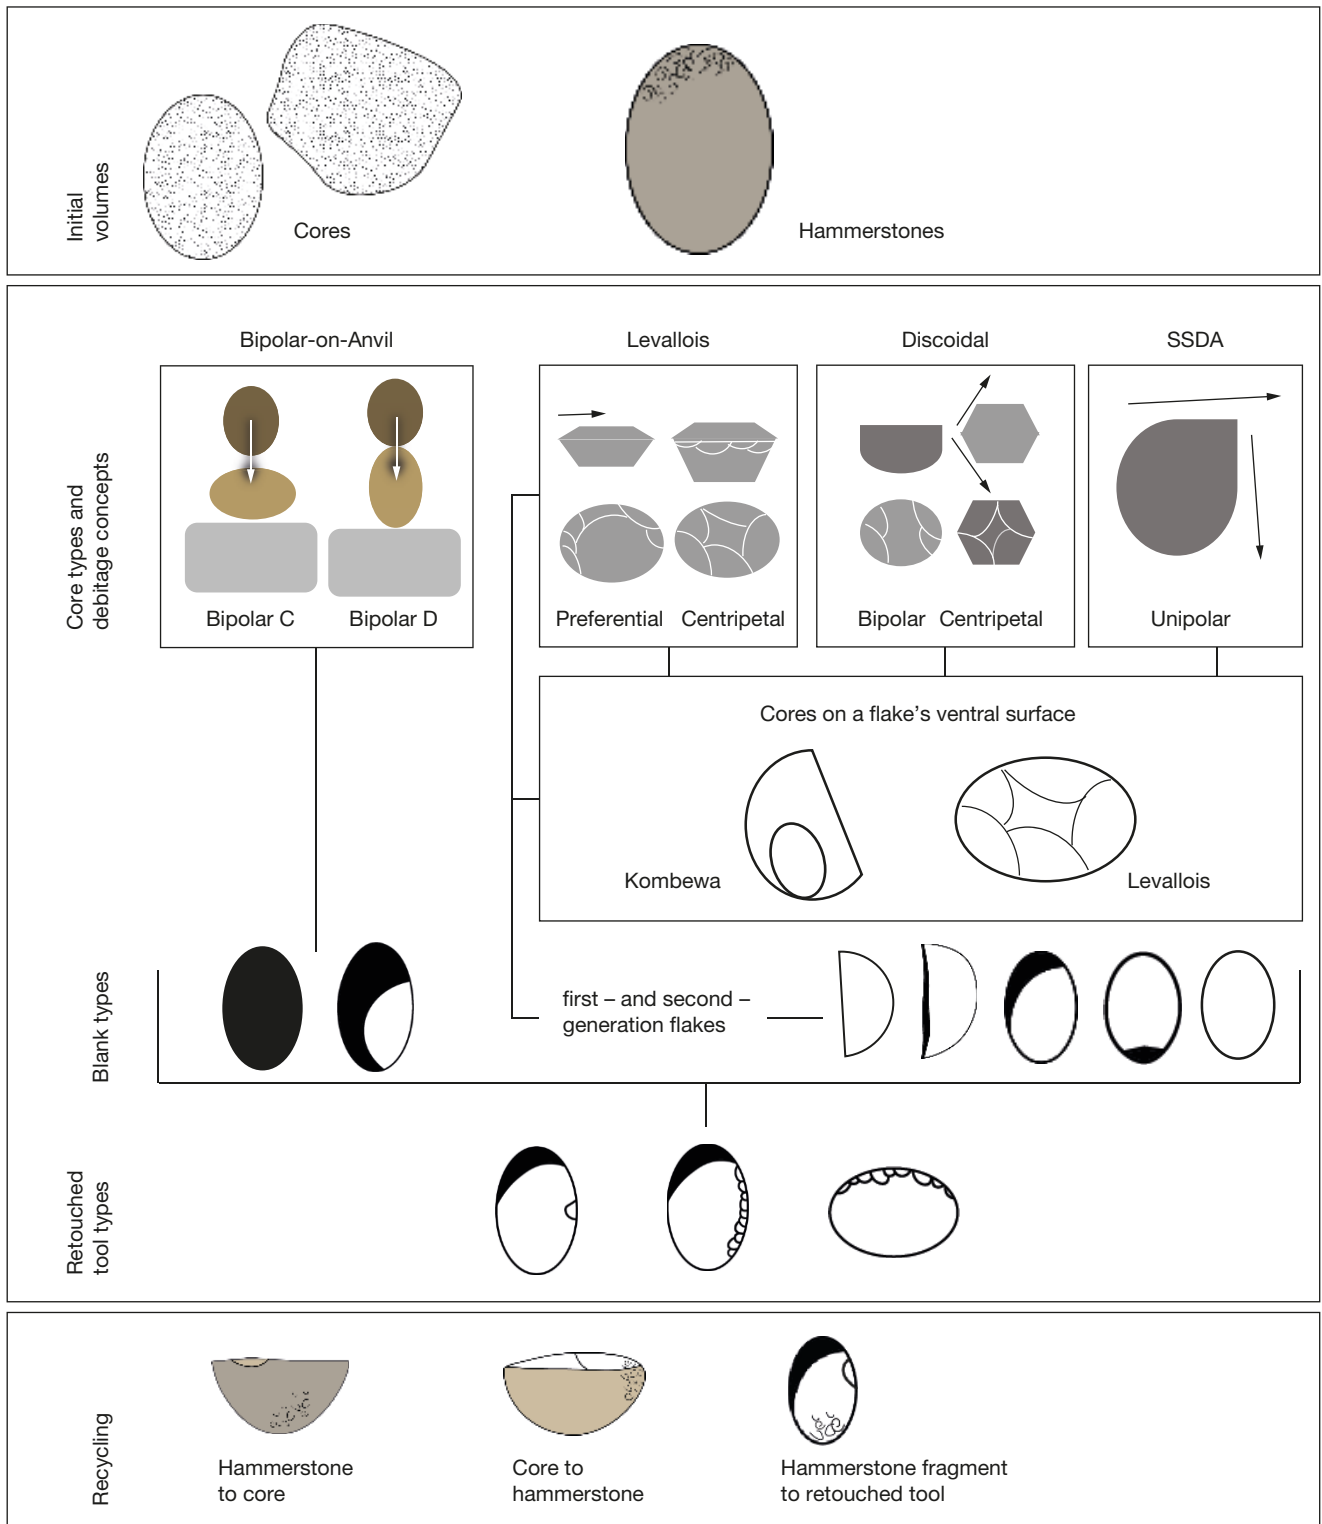 Initial
volumes
Cores
Hammerstones
Core types and
debitage concepts
Bipolar-on-Anvil
Levallois
Discoidal
SSDA
Bipolar C
Bipolar D
Preferential
Centripetal
Bipolar
Centripetal
Unipolar
Cores on a flake’s ventral surface
Kombewa
Levallois
Blank types
first – and second –
generation flakes
Retouched
tool types
Recycling
Hammerstone
to core
Core to
hammerstone
Hammerstone fragment
to retouched tool